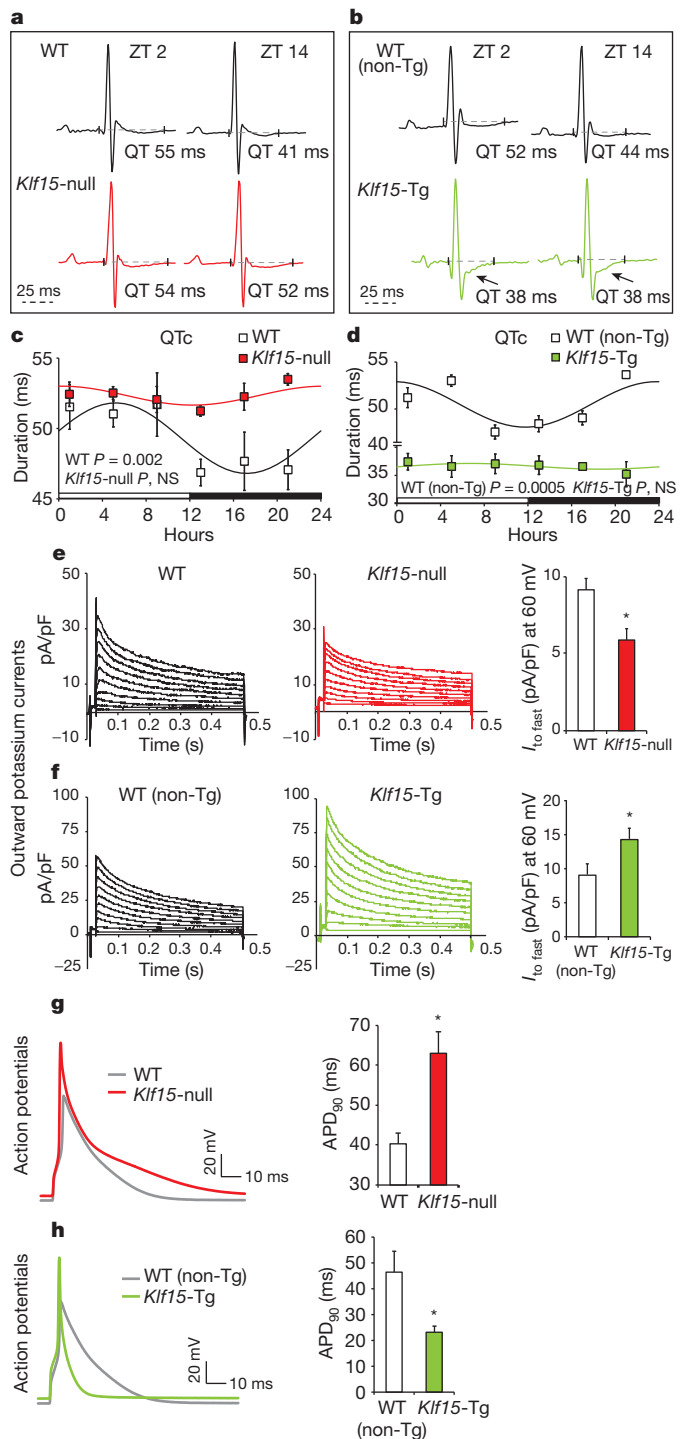 a
WT
ZT 2
ZT 14
QT 55 ms
QT 41 ms
Klf15-null
QT 54 ms
QT 52 ms
25 ms
b
WT
(non-Tg)
ZT 2
ZT 14
QT 52 ms
QT 44 ms
Klf15-Tg
QT 38 ms
QT 38 ms
25 ms
c
QTc
WT
Klf15-null
Duration (ms)
55
50
45
WT P = 0.002
Klf15-null P, NS
0 4 8 12 16 20 24
Hours
d
QTc
WT (non-Tg)
Klf15-Tg
Duration (ms)
55
50
40
35
30
WT (non-Tg) P = 0.0005 Klf15-Tg P, NS
0 4 8 12 16 20 24
Hours
Outward potassium currents
e
WT
pA/pF
50
30
10
−10
0.1 0.2 0.3 0.4 0.5
Time (s)
Klf15-null
50
30
10
−10
0.1 0.2 0.3 0.4 0.5
Time (s)
Ito fast (pA/pF) at 60 mV
10
5
0
*
WT Klf15-null
f
WT (non-Tg)
pA/pF
100
75
50
25
0
−25
0.1 0.2 0.3 0.4 0.5
Time (s)
Klf15-Tg
100
75
50
25
0
−25
0.1 0.2 0.3 0.4 0.5
Time (s)
Ito fast (pA/pF) at 60 mV
20
15
10
5
0
*
WT Klf15-Tg
(non-Tg)
g
Action potentials
WT
Klf15-null
20 mV
10 ms
APD90 (ms)
70
60
50
40
30
*
WT Klf15-null
h
Action potentials
WT (non-Tg)
Klf15-Tg
20 mV
10 ms
APD90 (ms)
60
50
40
30
20
10
0
*
WT Klf15-Tg
(non-Tg)